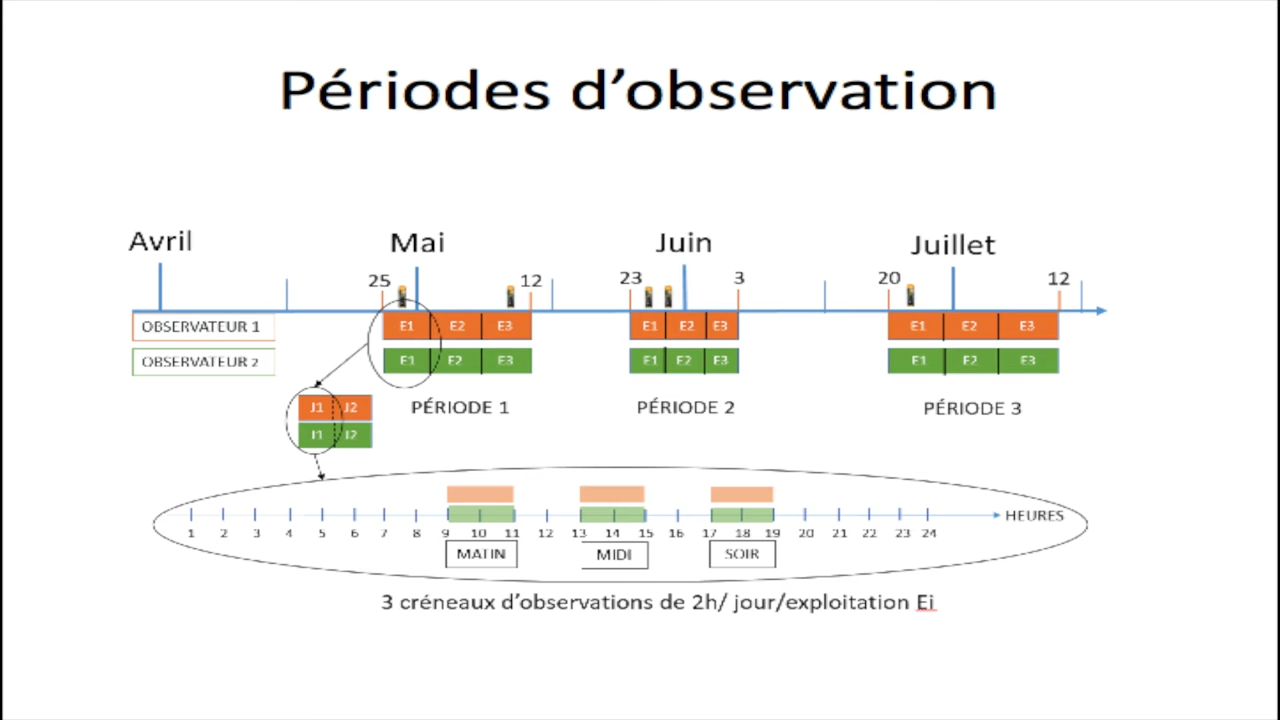 Périodes d'observation
Avril Mai Juin Juillet
25 12 23 3 20 12
OBSERVATEUR 1 E1 E2 E3 E1 E2 E3 E1 E2 E3
OBSERVATEUR 2 E1 E2 E3 E1 E2 E3 E1 E2 E3
J1 J2 PÉRIODE 1 PÉRIODE 2 PÉRIODE 3
J1 J2
HEURES
1 2 3 4 5 6 7 8 9 10 11 12 13 14 15 16 17 18 19 20 21 22 23 24
MATIN MIDI SOIR
3 créneaux d'observations de 2h/ jour/exploitation Ei